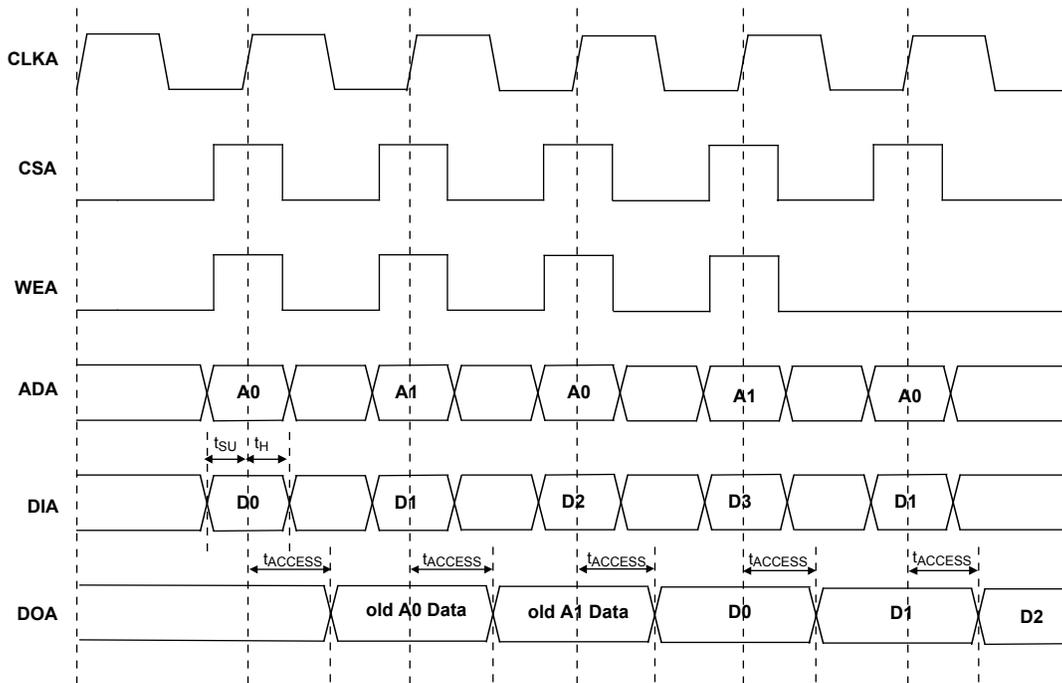 CLKA
CSA
WEA
ADA
A0
A1
A0
A1
A0
tSU
tH
DIA
D0
D1
D2
D3
D1
tACCESS
tACCESS
tACCESS
tACCESS
tACCESS
DOA
old A0 Data
old A1 Data
D0
D1
D2